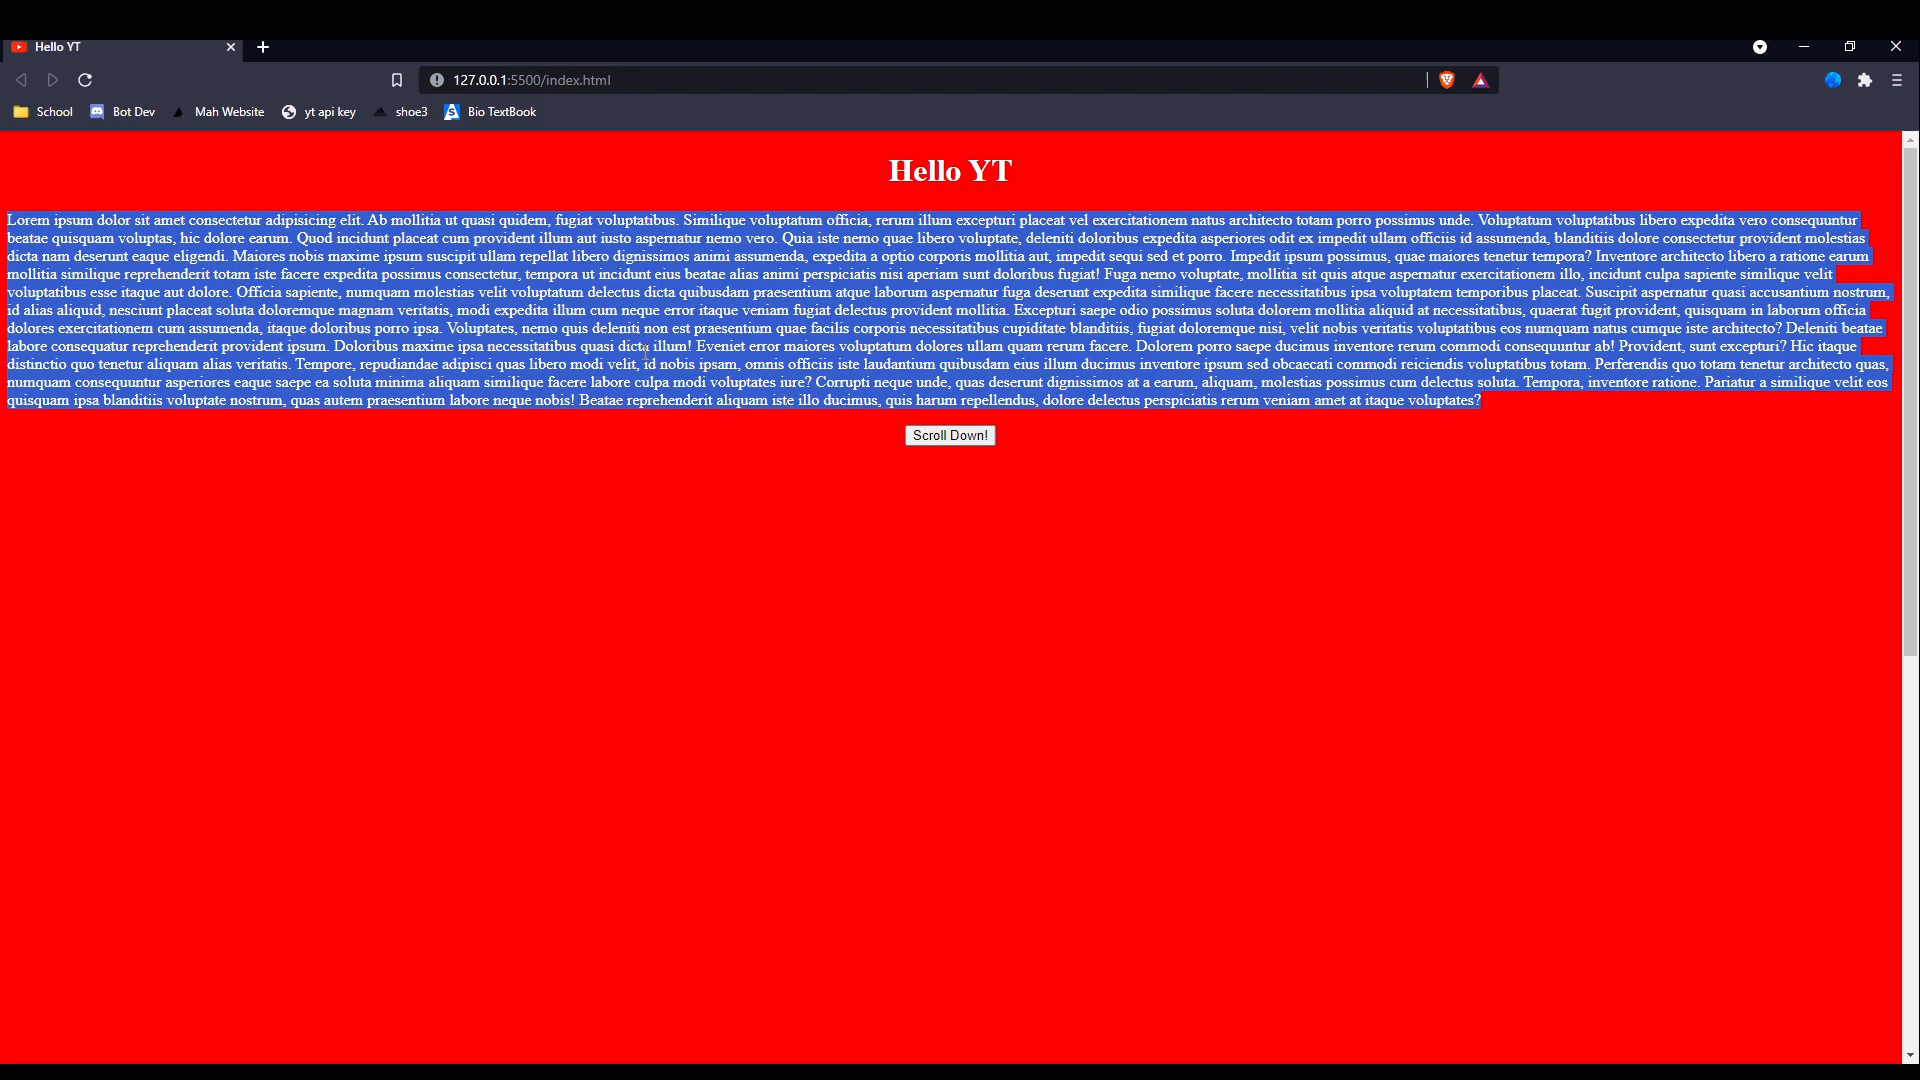 Hello YT
127.0.0.1:5500/index.html
School Bot Dev Mah Website yt api key shoe3 Bio TextBook
Hello YT
Lorem ipsum dolor sit amet consectetur adipisicing elit. Ab mollitia ut quasi quidem, fugiat voluptatibus. Similique voluptatum officia, rerum illum excepturi placeat vel exercitationem natus architecto totam porro possimus unde. Voluptatum voluptatibus libero expedita vero consequuntur
beatae quisquam voluptas, hic dolore earum. Quod incidunt placeat cum provident illum aut iusto aspernatur nemo vero. Quia iste nemo quae libero voluptate, deleniti doloribus expedita asperiores odit ex impedit ullam officiis id assumenda, blanditiis dolore consectetur provident molestias
dicta nam deserunt eaque eligendi. Maiores nobis maxime ipsum suscipit ullam repellat libero dignissimos animi assumenda, expedita a optio corporis mollitia aut, impedit sequi sed et porro. Impedit ipsum possimus, quae maiores tenetur tempora? Inventore architecto libero a ratione earum
mollitia similique reprehenderit totam iste facere expedita possimus consectetur, tempora ut incidunt eius beatae alias animi perspiciatis nisi aperiam sunt doloribus fugiat! Fuga nemo voluptate, mollitia sit quis atque aspernatur exercitationem illo, incidunt culpa sapiente similique velit
voluptatibus esse itaque aut dolore. Officia sapiente, numquam molestias velit voluptatum delectus dicta quibusdam praesentium atque laborum aspernatur fuga deserunt expedita similique facere necessitatibus ipsa voluptatem temporibus placeat. Suscipit aspernatur quasi accusantium nostrum,
id alias aliquid, nesciunt placeat soluta doloremque magnam veritatis, modi expedita illum cum neque error itaque veniam fugiat delectus provident mollitia. Excepturi saepe odio possimus soluta dolorem mollitia aliquid at necessitatibus, quaerat fugit provident, quisquam in laborum officia
dolores exercitationem cum assumenda, itaque doloribus porro ipsa. Voluptates, nemo quis deleniti non est praesentium quae facilis corporis necessitatibus cupiditate blanditiis, fugiat doloremque nisi, velit nobis veritatis voluptatibus eos numquam natus cumque iste architecto? Deleniti beatae
labore consequatur reprehenderit provident ipsum. Doloribus maxime ipsa necessitatibus quasi dicta illum! Eveniet error maiores voluptatum dolores ullam quam rerum facere. Dolorem porro saepe ducimus inventore rerum commodi consequuntur ab! Provident, sunt excepturi? Hic itaque
distinctio quo tenetur aliquam alias veritatis. Tempore, repudiandae adipisci quas libero modi velit, id nobis ipsam, omnis officiis iste laudantium quibusdam eius illum ducimus inventore ipsum sed obcaecati commodi reiciendis voluptatibus totam. Perferendis quo totam tenetur architecto quas,
numquam consequuntur asperiores eaque saepe ea soluta minima aliquam similique facere labore culpa modi voluptates iure? Corrupti neque unde, quas deserunt dignissimos at a earum, aliquam, molestias possimus cum delectus soluta. Tempora, inventore ratione. Pariatur a similique velit eos
quisquam ipsa blanditiis voluptate nostrum, quas autem praesentium labore neque nobis! Beatae reprehenderit aliquam iste illo ducimus, quis harum repellendus, dolore delectus perspiciatis rerum veniam amet at itaque voluptates?
Scroll Down!